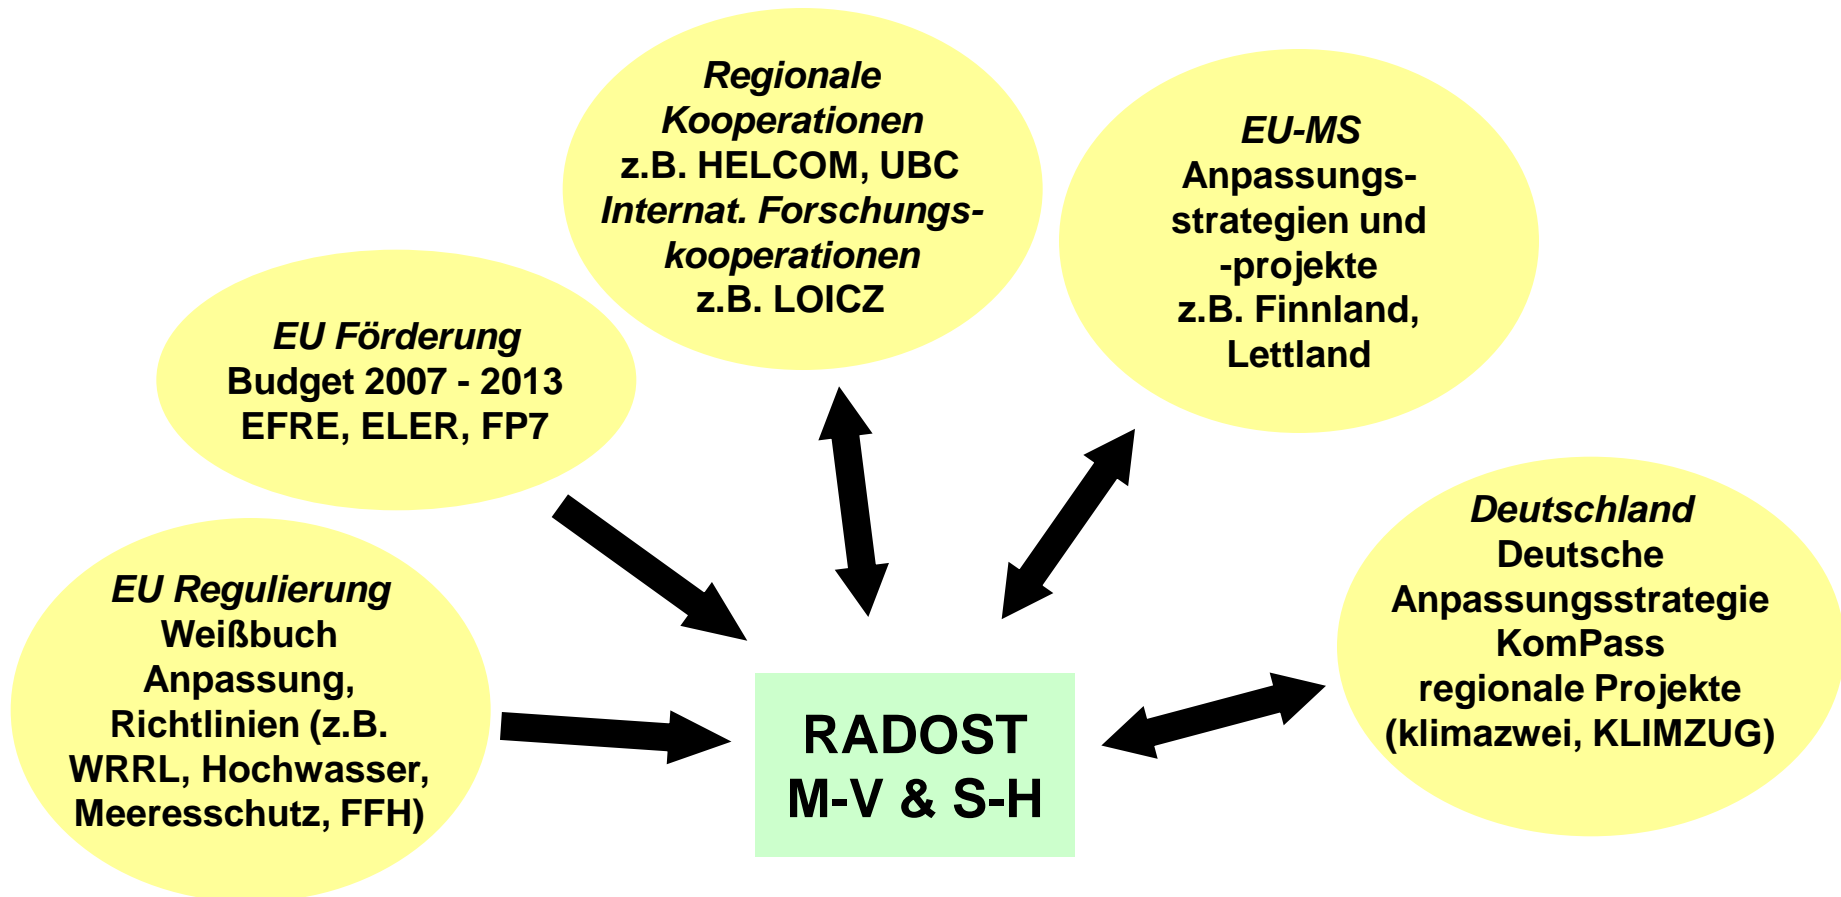 Regionale
Kooperationen
z.B. HELCOM, UBC
Internat. Forschungs-
kooperationen
z.B. LOICZ
EU-MS
Anpassungs-
strategien und
-projekte
z.B. Finnland,
Lettland
EU Förderung
Budget 2007 - 2013
EFRE, ELER, FP7
Deutschland
Deutsche
Anpassungsstrategie
KomPass
regionale Projekte
(klimazwei, KLIMZUG)
EU Regulierung
Weißbuch
Anpassung,
Richtlinien (z.B.
WRRL, Hochwasser,
Meeresschutz, FFH)
RADOST
M-V & S-H